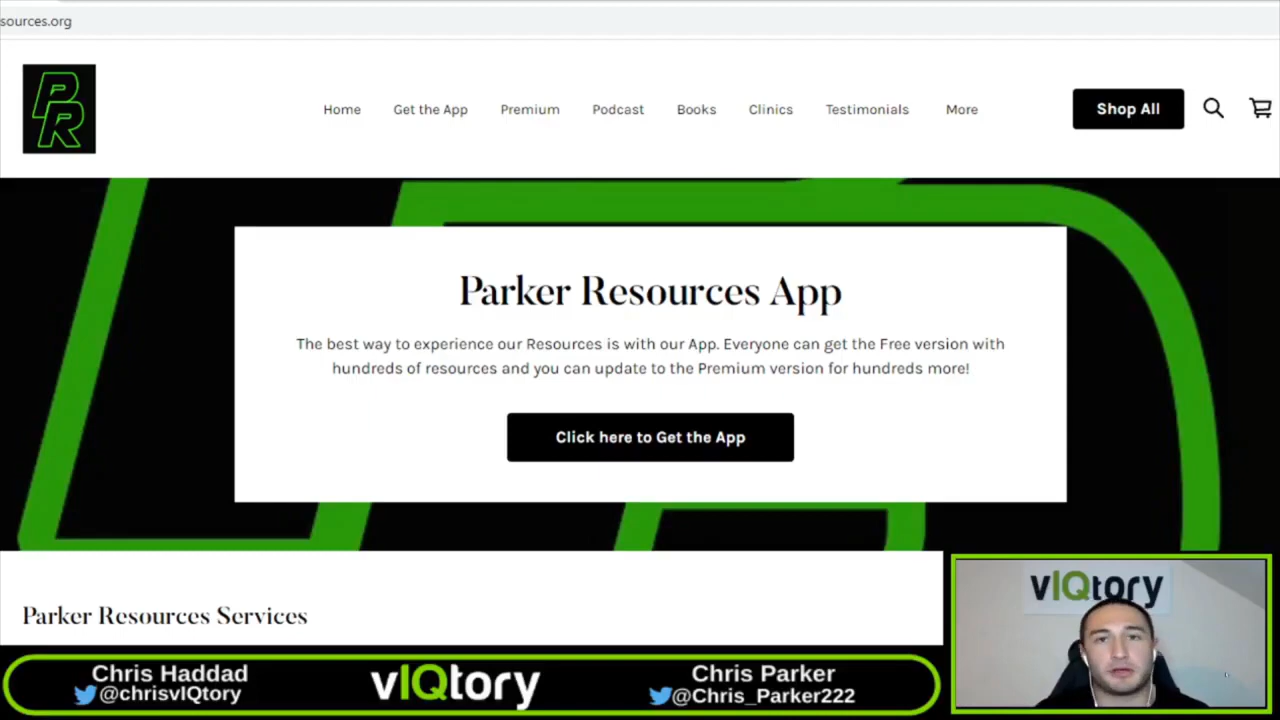 sources.org
PR
Home Get the App Premium Podcast Books Clinics Testimonials More Shop All
Parker Resources App
The best way to experience our Resources is with our App. Everyone can get the Free version with
hundreds of resources and you can update to the Premium version for hundreds more!
Click here to Get the App
Parker Resources Services
vIQtory
Chris Haddad
@chrisvIQtory
vIQtory
Chris Parker
@Chris_Parker222